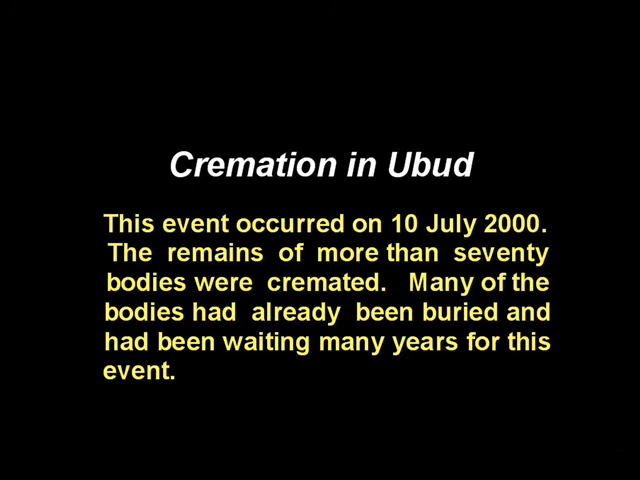 Cremation in Ubud
This event occurred on 10 July 2000.
The remains of more than seventy
bodies were cremated. Many of the
bodies had already been buried and
had been waiting many years for this
event.